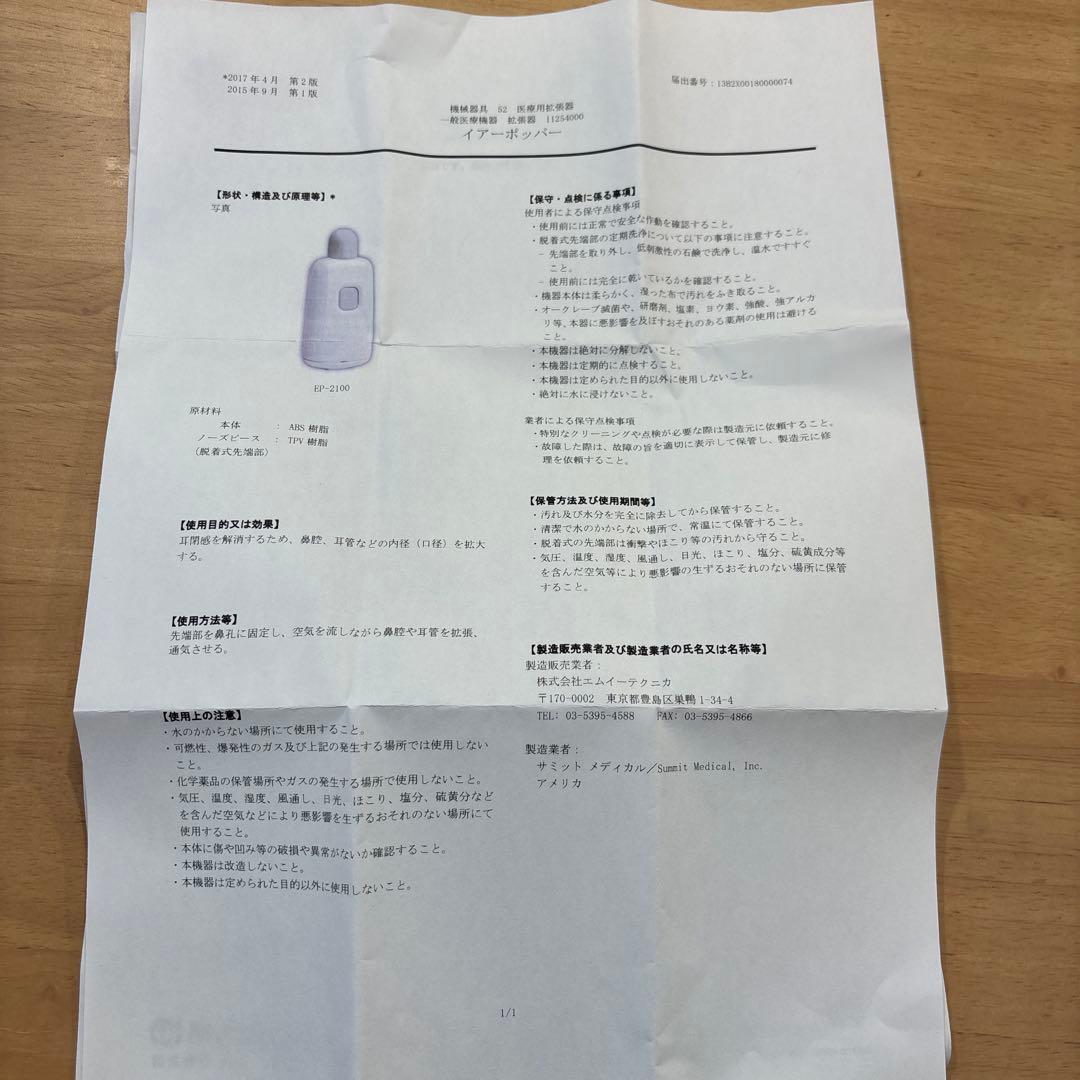 *2017年4月 第2版
2015年9月 第1版
届出番号：13B2X00180000074
機械器具 52 医療用拡張器
一般医療機器 拡張器 11254000
イアーポッパー
【形状・構造及び原理等】*
写真
EP-2100
原材料
本体 ： ABS樹脂
ノーズピース ： TPV樹脂
（脱着式先端部）
【使用目的又は効果】
耳閉感を解消するため、鼻腔、耳管などの内径（口径）を拡大
する。
【使用方法等】
先端部を鼻孔に固定し、空気を流しながら鼻腔や耳管を拡張、
通気させる。
【使用上の注意】
・水のかからない場所にて使用すること。
・可燃性、爆発性のガス及び上記の発生する場所では使用しない
こと。
・化学薬品の保管場所やガスの発生する場所で使用しないこと。
・気圧、温度、湿度、風通し、日光、ほこり、塩分、硫黄分など
を含んだ空気などにより悪影響を生ずるおそれのない場所にて
使用すること。
・本体に傷や凹み等の破損や異常がないか確認すること。
・本機器は改造しないこと。
・本機器は定められた目的以外に使用しないこと。
【保守・点検に係る事項】
使用者による保守点検事項
・使用前には正常で安全な作動を確認すること。
・脱着式先端部の定期洗浄について以下の事項に注意すること。
- 先端部を取り外し、低刺激性の石鹸で洗浄し、温水ですすぐ
こと。
- 使用前には完全に乾いているかを確認すること。
・機器本体は柔らかく、湿った布で汚れをふき取ること。
・オークレーブ滅菌や、研磨剤、塩素、ヨウ素、強酸、強アルカ
リ等、本器に悪影響を及ぼすおそれのある薬剤の使用は避ける
こと。
・本機器は絶対に分解しないこと。
・本機器は定期的に点検すること。
・本機器は定められた目的以外に使用しないこと。
・絶対に水に浸けないこと。
業者による保守点検事項
・特別なクリーニングや点検が必要な際は製造元に依頼すること。
・故障した際は、故障の旨を適切に表示して保管し、製造元に修
理を依頼すること。
【保管方法及び使用期間等】
・汚れ及び水分を完全に除去してから保管すること。
・清潔で水のかからない場所で、常温にて保管すること。
・脱着式の先端部は衝撃やほこり等の汚れから守ること。
・気圧、温度、湿度、風通し、日光、ほこり、塩分、硫黄成分等
を含んだ空気等により悪影響の生ずるおそれのない場所に保管
すること。
【製造販売業者及び製造業者の氏名又は名称等】
製造販売業者：
株式会社エムイーテクニカ
〒170-0002 東京都豊島区巣鴨1-34-4
TEL: 03-5395-4588 FAX: 03-5395-4866
製造業者：
サミット メディカル／Summit Medical, Inc.
アメリカ
1/1